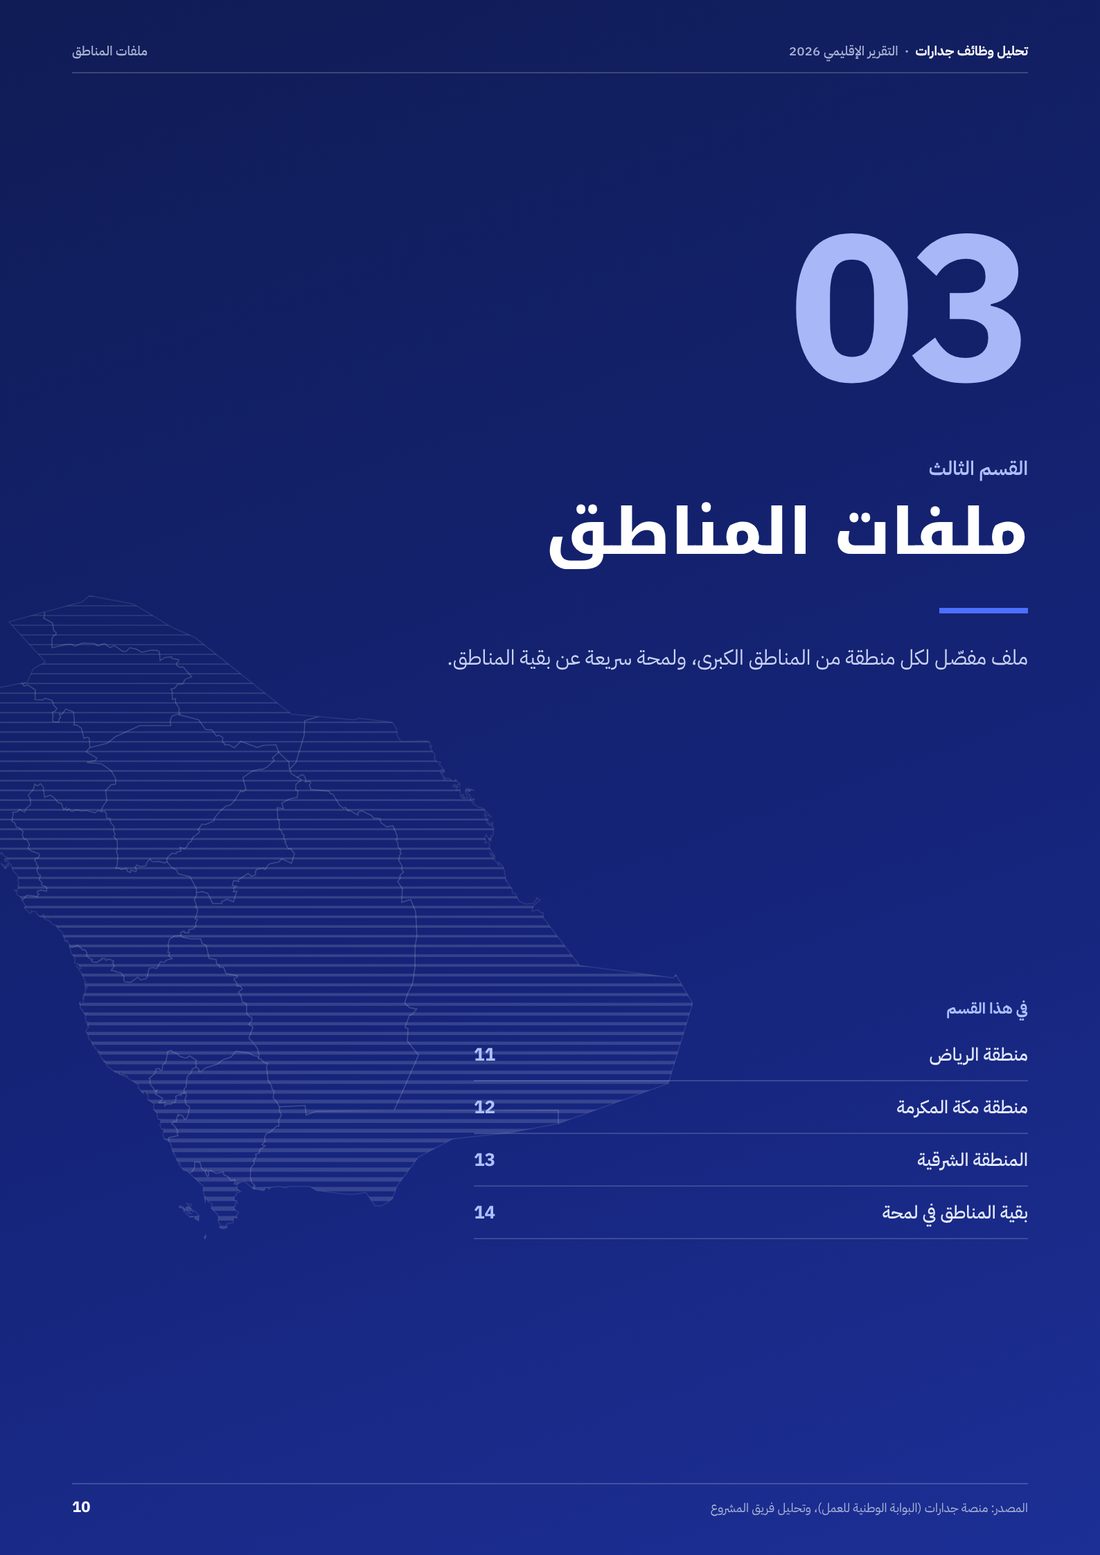 تحليل وظائف جدارات · التقرير الإقليمي 2026
ملفات المناطق
03
القسم الثالث
ملفات المناطق
ملف مفصّل لكل منطقة من المناطق الكبرى، ولمحة سريعة عن بقية المناطق.
في هذا القسم
منطقة الرياض 11
منطقة مكة المكرمة 12
المنطقة الشرقية 13
بقية المناطق في لمحة 14
المصدر: منصة جدارات (البوابة الوطنية للعمل)، وتحليل فريق المشروع
10